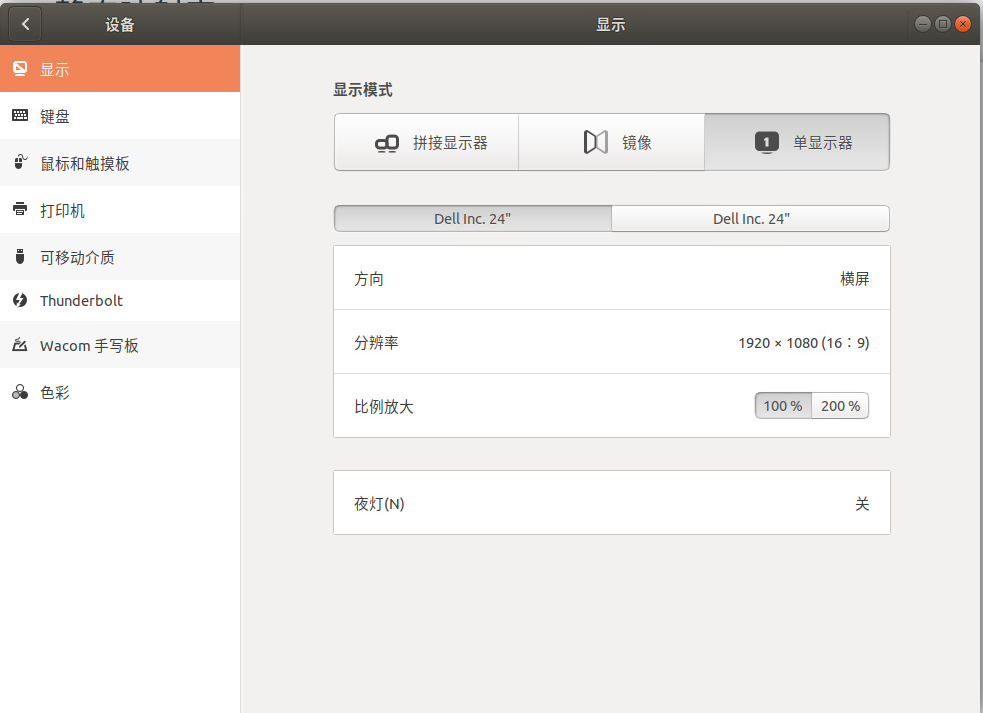 设备
显示
显示
键盘
鼠标和触摸板
打印机
可移动介质
Thunderbolt
Wacom 手写板
色彩
显示模式
拼接显示器
镜像
1
单显示器
Dell Inc. 24"
Dell Inc. 24"
方向
横屏
分辨率
1920 × 1080 (16∶9)
比例放大
100 %
200 %
夜灯(N)
关